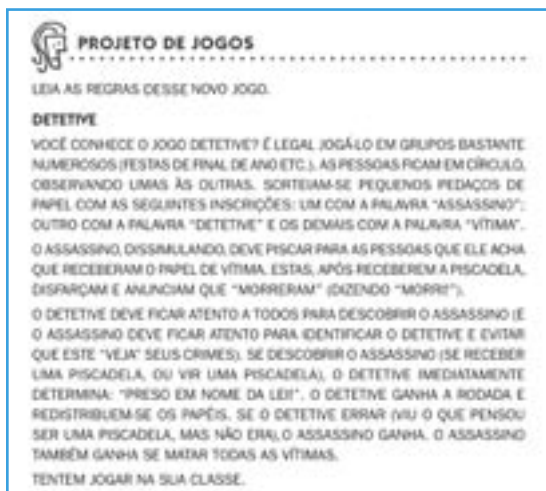 PROJETO DE JOGOS
LEIA AS REGRAS DESSE NOVO JOGO.
DETETIVE
VOCÊ CONHECE O JOGO DETETIVE? É LEGAL JOGÁ-LO EM GRUPOS BASTANTE
NUMEROSOS (FESTAS DE FINAL DE ANO ETC.). AS PESSOAS FICAM EM CÍRCULO,
OBSERVANDO UMAS ÀS OUTRAS. SORTEIAM-SE PEQUENOS PEDAÇOS DE
PAPEL COM AS SEGUINTES INSCRIÇÕES: UM COM A PALAVRA "ASSASSINO";
OUTRO COM A PALAVRA "DETETIVE" E OS DEMAIS COM A PALAVRA "VÍTIMA".
O ASSASSINO, DISSIMULANDO, DEVE PISCAR PARA AS PESSOAS QUE ELE ACHA
QUE RECEBERAM O PAPEL DE VÍTIMA. ESTAS, APÓS RECEBEREM A PISCADELA,
DISFARÇAM E ANUNCIAM QUE "MORRERAM" (DIZENDO "MORRI!").
O DETETIVE DEVE FICAR ATENTO A TODOS PARA DESCOBRIR O ASSASSINO (E
O ASSASSINO DEVE FICAR ATENTO PARA IDENTIFICAR O DETETIVE E EVITAR
QUE ESTE "VEJA" SEUS CRIMES). SE DESCOBRIR O ASSASSINO (SE RECEBER
UMA PISCADELA, OU VIR UMA PISCADELA), O DETETIVE IMEDIATAMENTE
DETERMINA: "PRESO EM NOME DA LEI!". O DETETIVE GANHA A RODADA E
REDISTRIBUEM-SE OS PAPÉIS. SE O DETETIVE ERRAR (VIU O QUE PENSOU
SER UMA PISCADELA, MAS NÃO ERA), O ASSASSINO GANHA. O ASSASSINO
TAMBÉM GANHA SE MATAR TODAS AS VÍTIMAS.
TENTEM JOGAR NA SUA CLASSE.